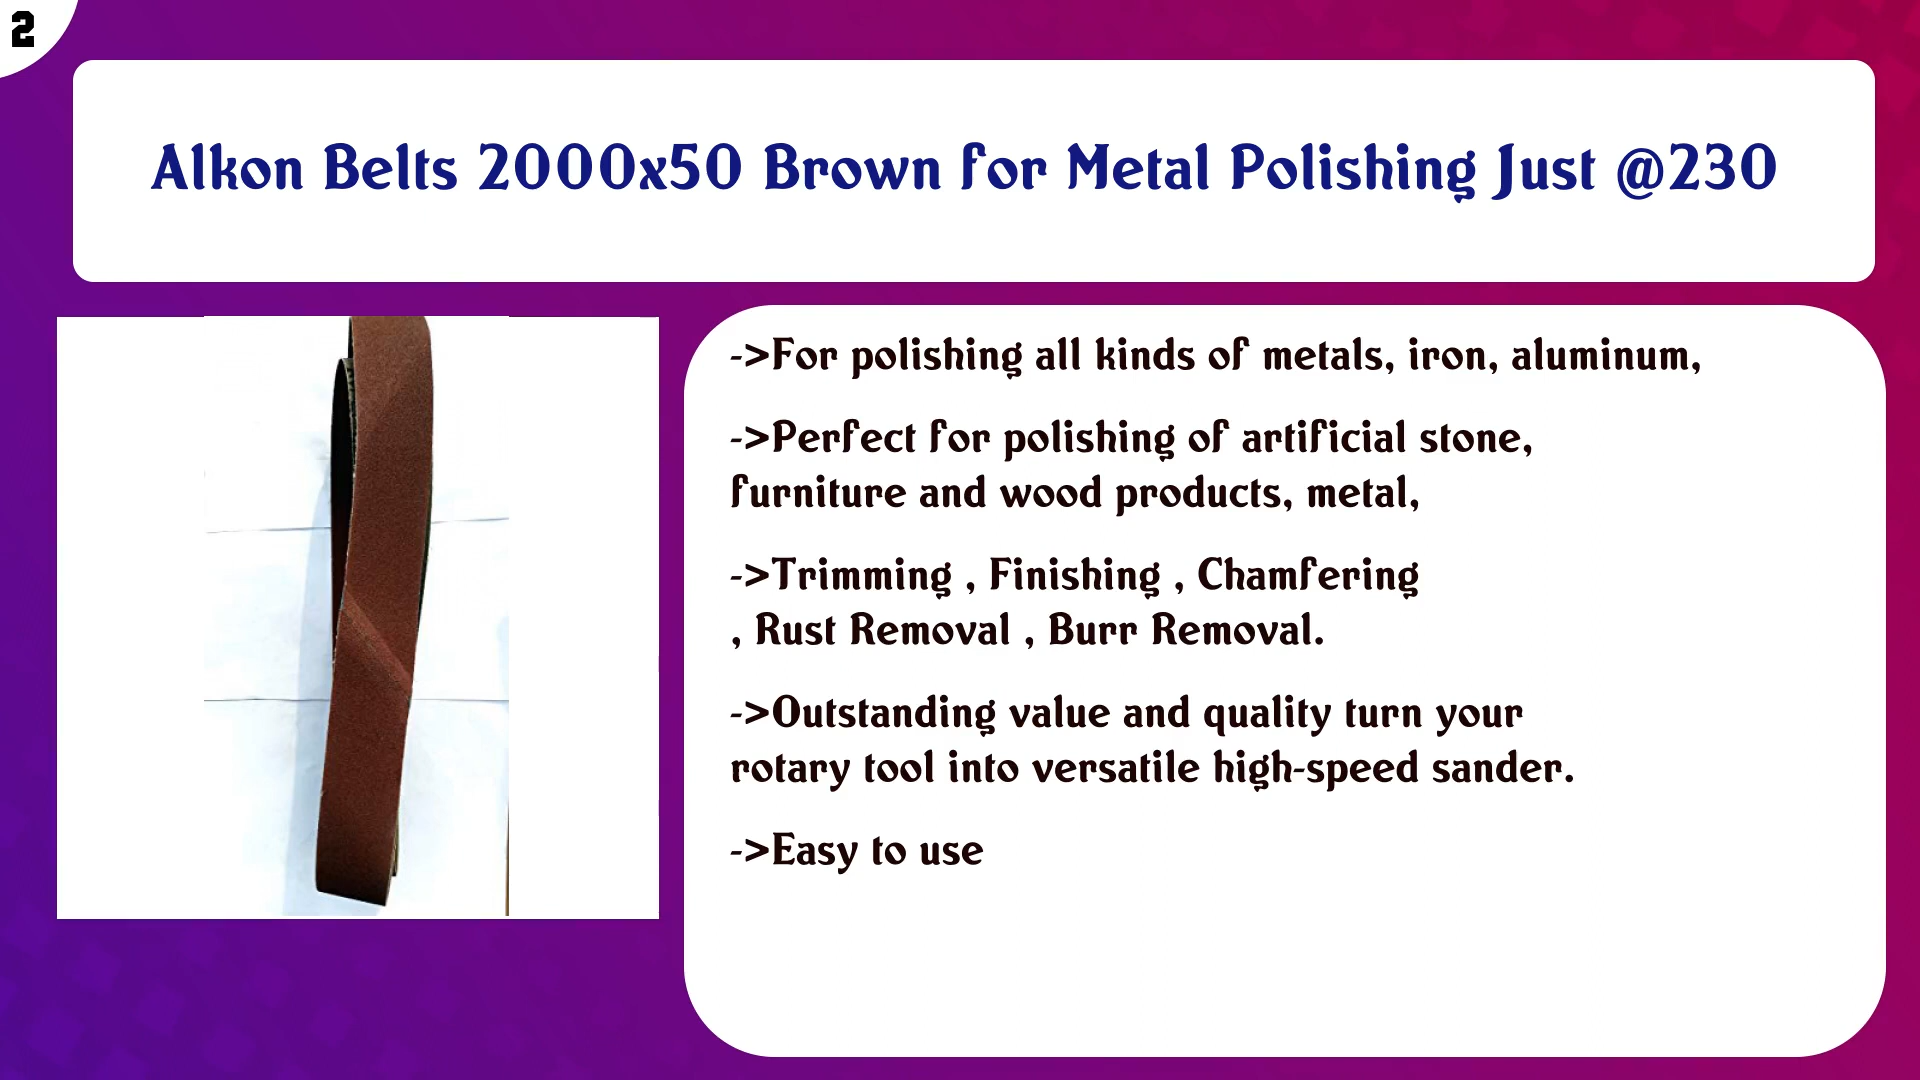 2
Alkon Belts 2000x50 Brown for Metal Polishing Just @230
->For polishing all kinds of metals, iron, aluminum,
->Perfect for polishing of artificial stone,
furniture and wood products, metal,
->Trimming , Finishing , Chamfering
, Rust Removal , Burr Removal.
->Outstanding value and quality turn your
rotary tool into versatile high-speed sander.
->Easy to use